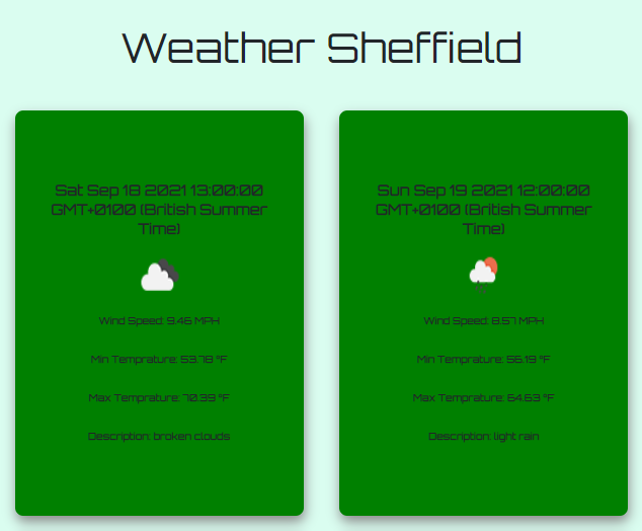 Weather Sheffield
Sat Sep 18 2021 13:00:00
GMT+0100 (British Summer
Time)
Wind Speed: 9.46 MPH
Min Temprature: 53.78 °F
Max Temprature: 70.39 °F
Description: broken clouds
Sun Sep 19 2021 12:00:00
GMT+0100 (British Summer
Time)
Wind Speed: 8.57 MPH
Min Temprature: 56.19 °F
Max Temprature: 64.63 °F
Description: light rain